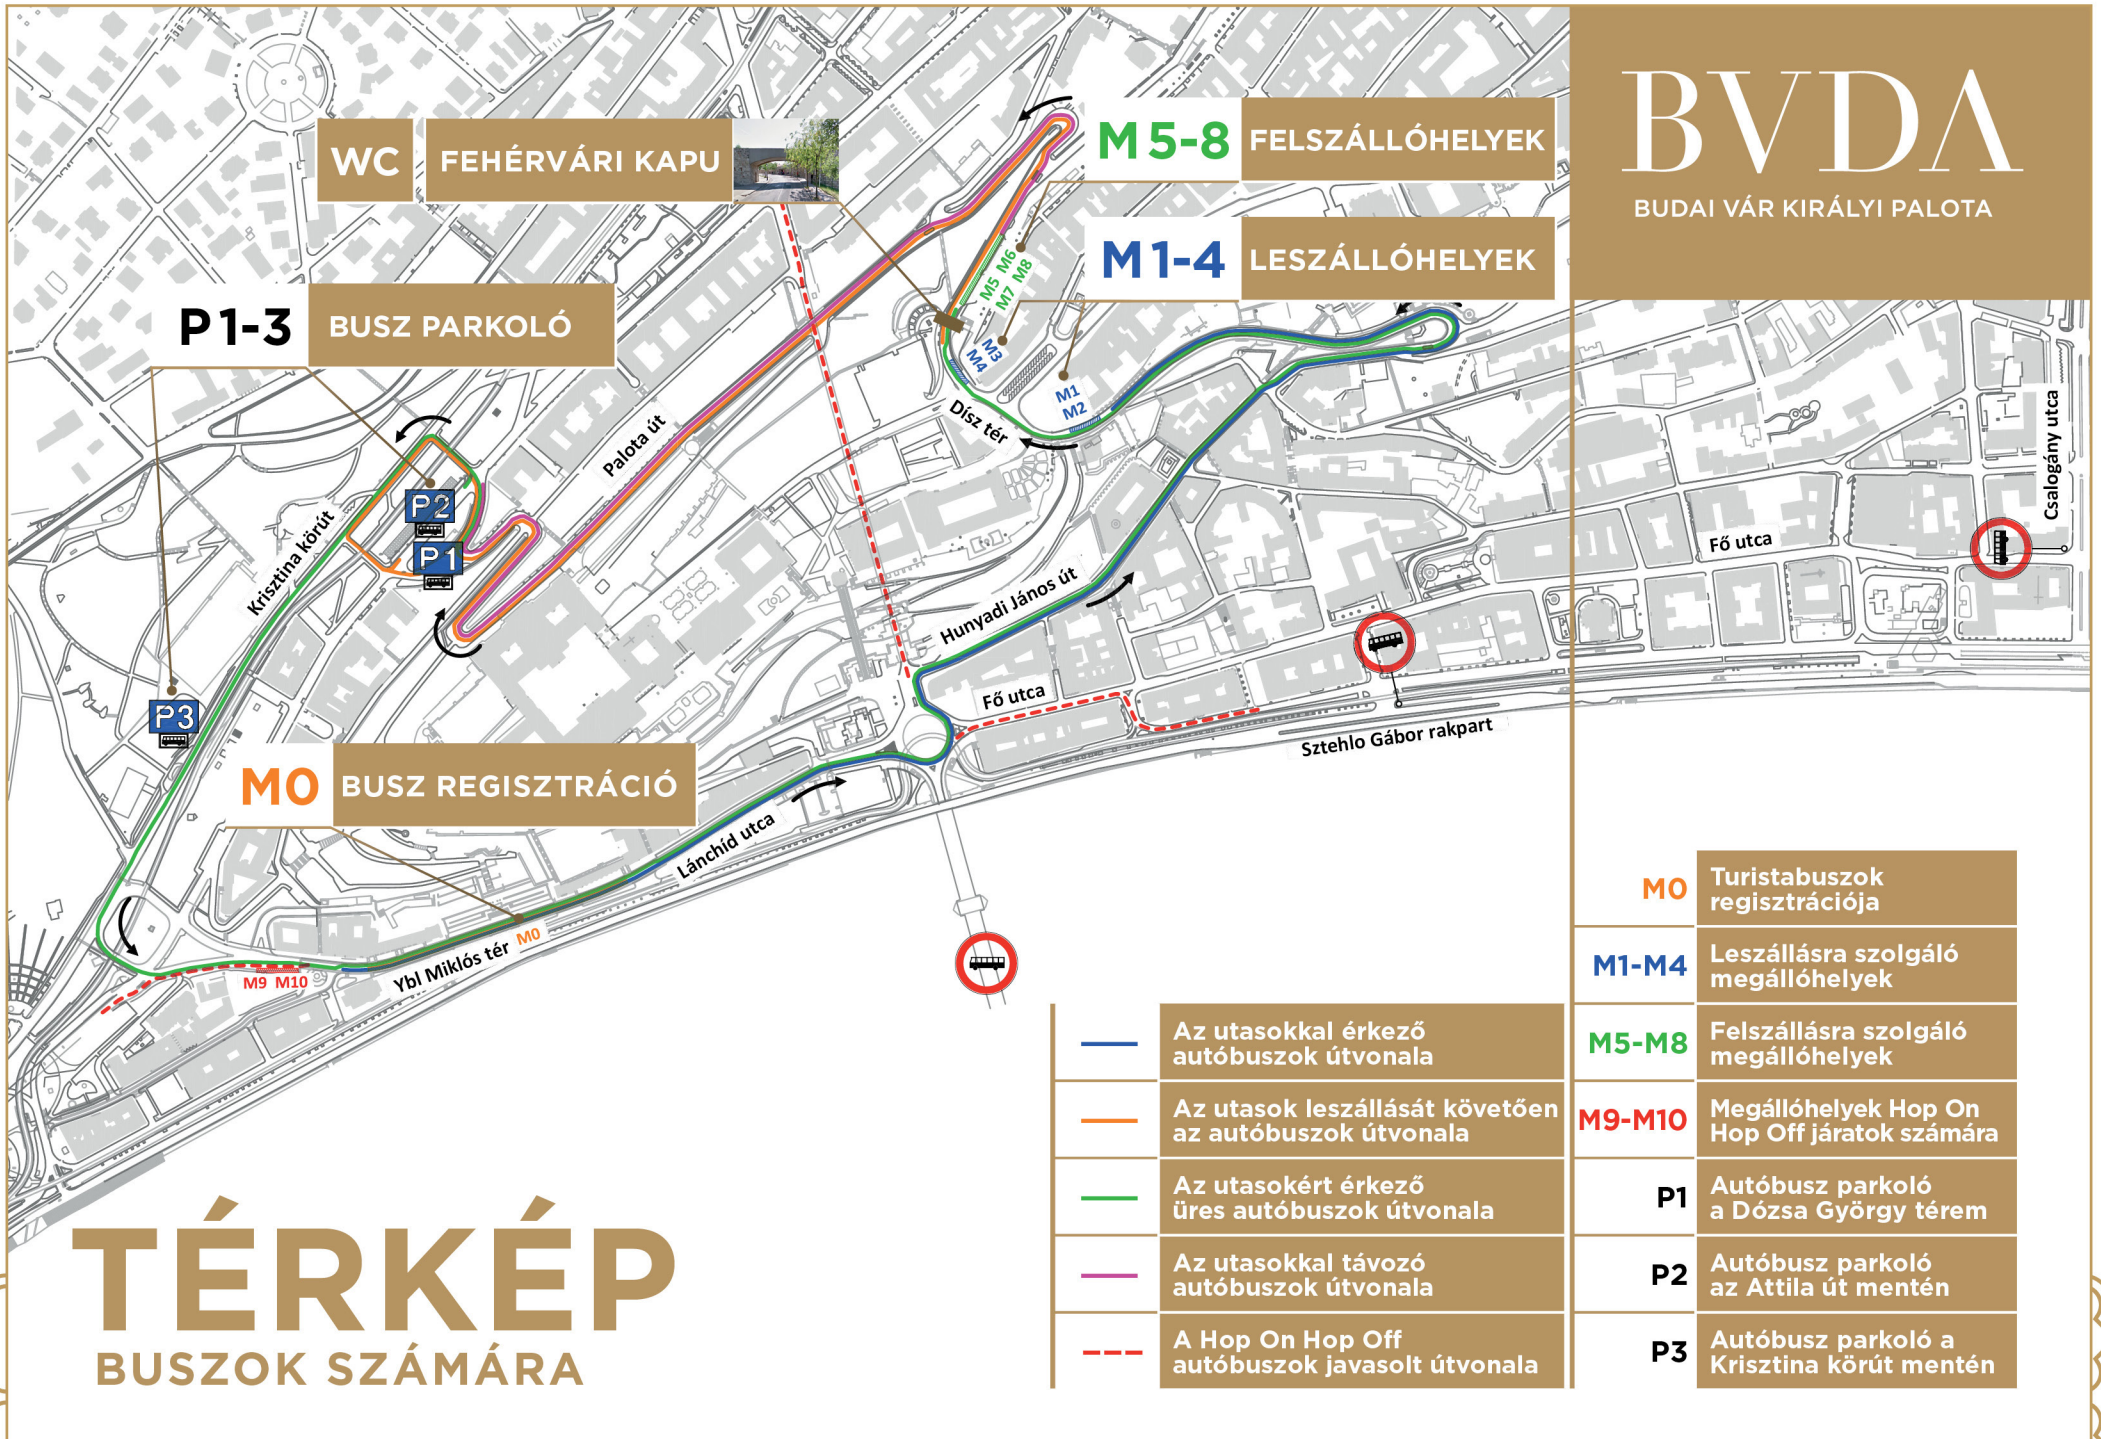 WC
FEHÉRVÁRI KAPU
M 5-8
FELSZÁLLÓHELYEK
M 1-4
LESZÁLLÓHELYEK
BVDA
BUDAI VÁR KIRÁLYI PALOTA
P 1-3
BUSZ PARKOLÓ
M5 M6
M7 M8
M3
M4
M1
M2
Dísz tér
Palota út
P2
P1
Krisztina körút
P3
Hunyadi János út
Csalogány utca
Fő utca
Fő utca
Sztehlo Gábor rakpart
M0
BUSZ REGISZTRÁCIÓ
Lánchíd utca
Ybl Miklós tér
M0
M9 M10
TÉRKÉP
BUSZOK SZÁMÁRA
Az utasokkal érkező
autóbuszok útvonala
Az utasok leszállását követően
az autóbuszok útvonala
Az utasokért érkező
üres autóbuszok útvonala
Az utasokkal távozó
autóbuszok útvonala
A Hop On Hop Off
autóbuszok javasolt útvonala
M0
Turistabuszok
regisztrációja
M1-M4
Leszállásra szolgáló
megállóhelyek
M5-M8
Felszállásra szolgáló
megállóhelyek
M9-M10
Megállóhelyek Hop On
Hop Off járatok számára
P1
Autóbusz parkoló
a Dózsa György térem
P2
Autóbusz parkoló
az Attila út mentén
P3
Autóbusz parkoló a
Krisztina körút mentén